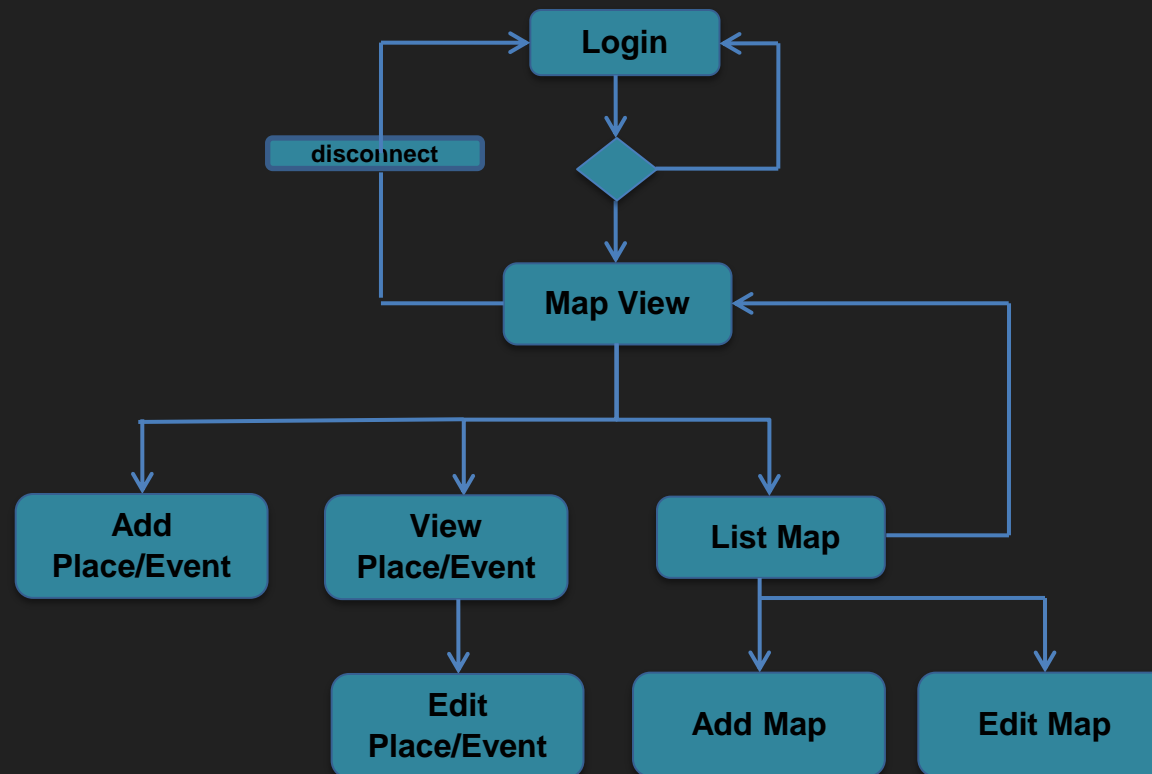 Login
disconnect
Map View
Add
Place/Event
View
Place/Event
List Map
Edit
Place/Event
Add Map
Edit Map